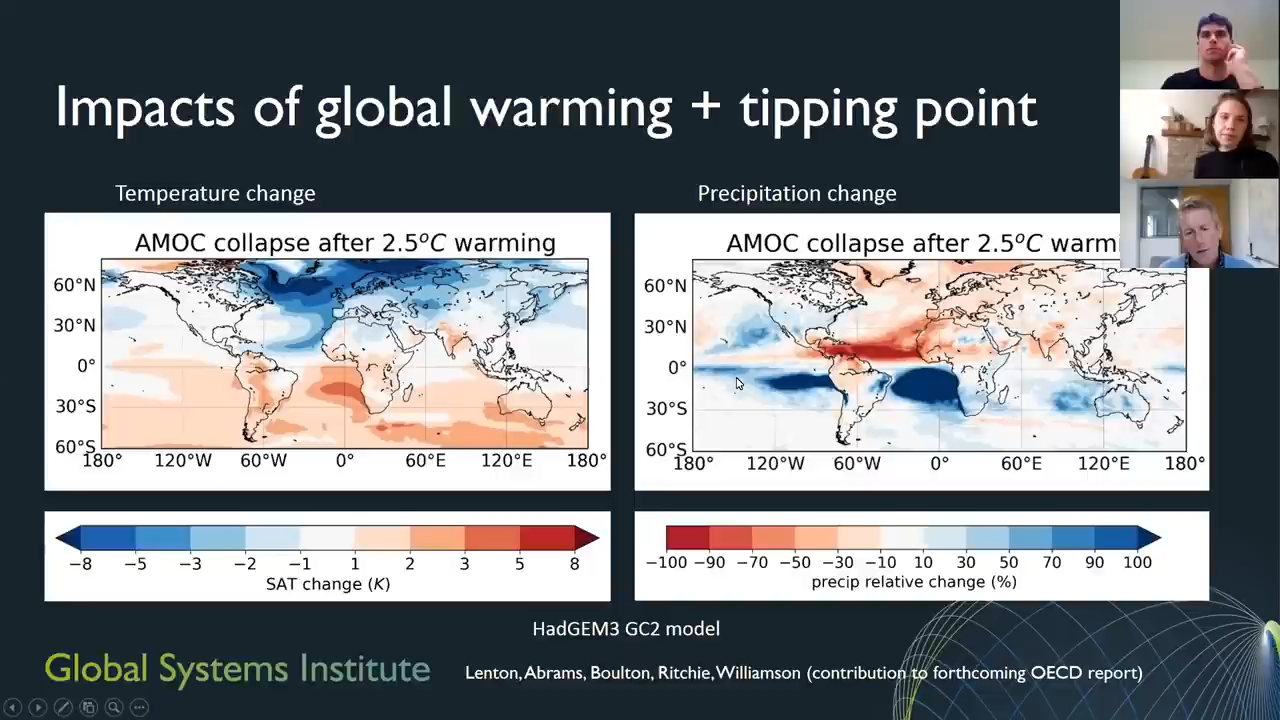 Impacts of global warming + tipping point
Temperature change
Precipitation change
AMOC collapse after 2.5°C warming
60°N
30°N
0°
30°S
60°S
180° 120°W 60°W 0° 60°E 120°E 180°
AMOC collapse after 2.5°C warm
60°N
30°N
0°
30°S
60°S
180° 120°W 60°W 0° 60°E 120°E 180°
−8 −5 −3 −2 −1 1 2 3 5 8
SAT change (K)
−100 −90 −70 −50 −30 −10 10 30 50 70 90 100
precip relative change (%)
HadGEM3 GC2 model
Global Systems Institute
Lenton, Abrams, Boulton, Ritchie, Williamson (contribution to forthcoming OECD report)